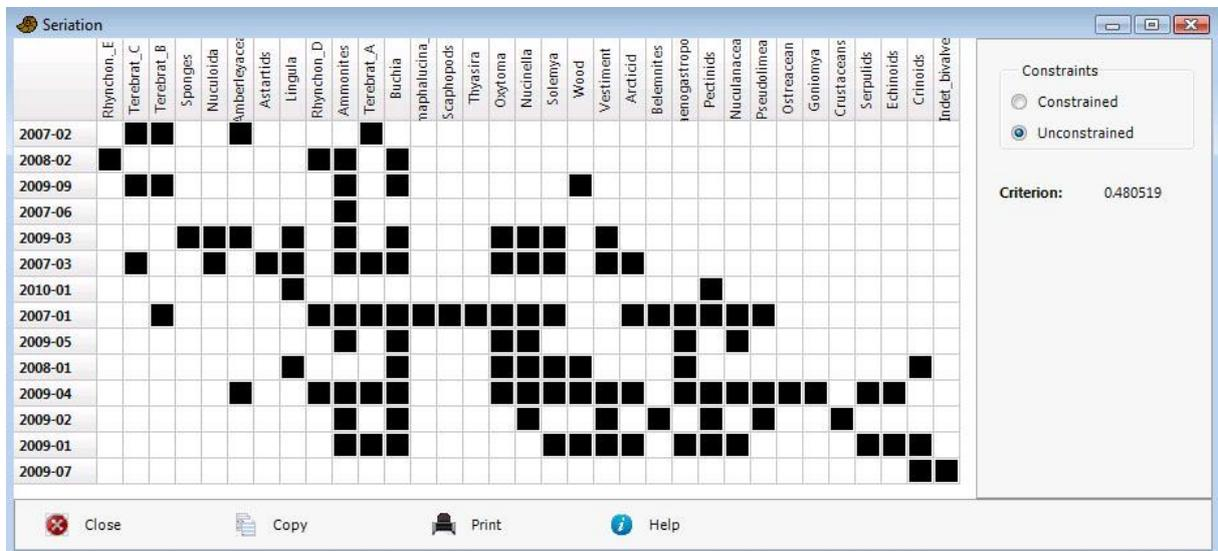 Seriation
Rhynchon_E
Terebrat_C
Terebrat_B
Sponges
Nuculoida
Amberleyacea
Astartids
Lingula
Rhynchon_D
Ammonites
Terebrat_A
Buchia
maphalucina_
Scaphopods
Thyasira
Oxytoma
Nucinella
Solemya
Wood
Vestiment
Arcticid
Belemnites
aenogastropo
Pectinids
Nuculanacea
Pseudolimea
Ostreacean
Goniomya
Crustaceans
Serpulids
Echinoids
Crinoids
Indet_bivalve
2007-02
2008-02
2009-09
2007-06
2009-03
2007-03
2010-01
2007-01
2009-05
2008-01
2009-04
2009-02
2009-01
2009-07
Constraints
Constrained
Unconstrained
Criterion: 0.480519
Close Copy Print Help